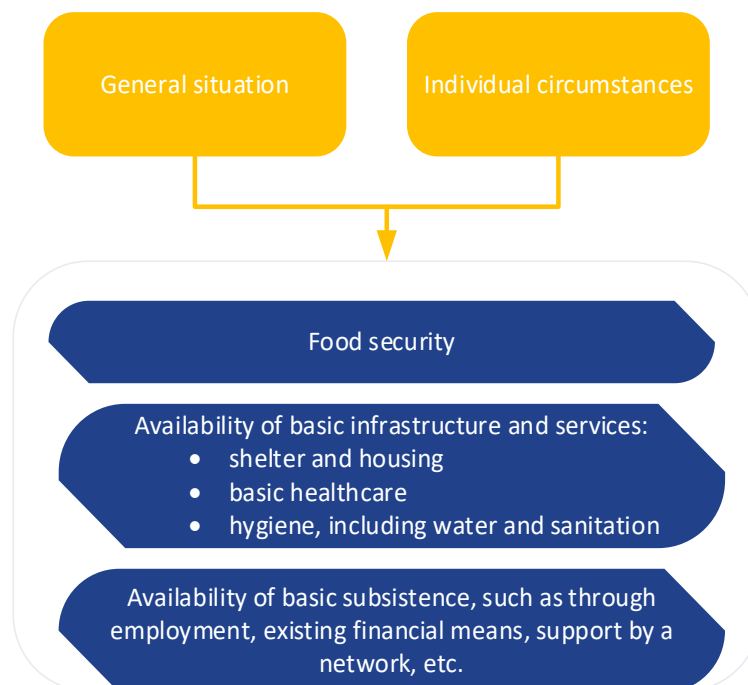 General situation
Individual circumstances
Food security
Availability of basic infrastructure and services:
• shelter and housing
• basic healthcare
• hygiene, including water and sanitation
Availability of basic subsistence, such as through
employment, existing financial means, support by a
network, etc.